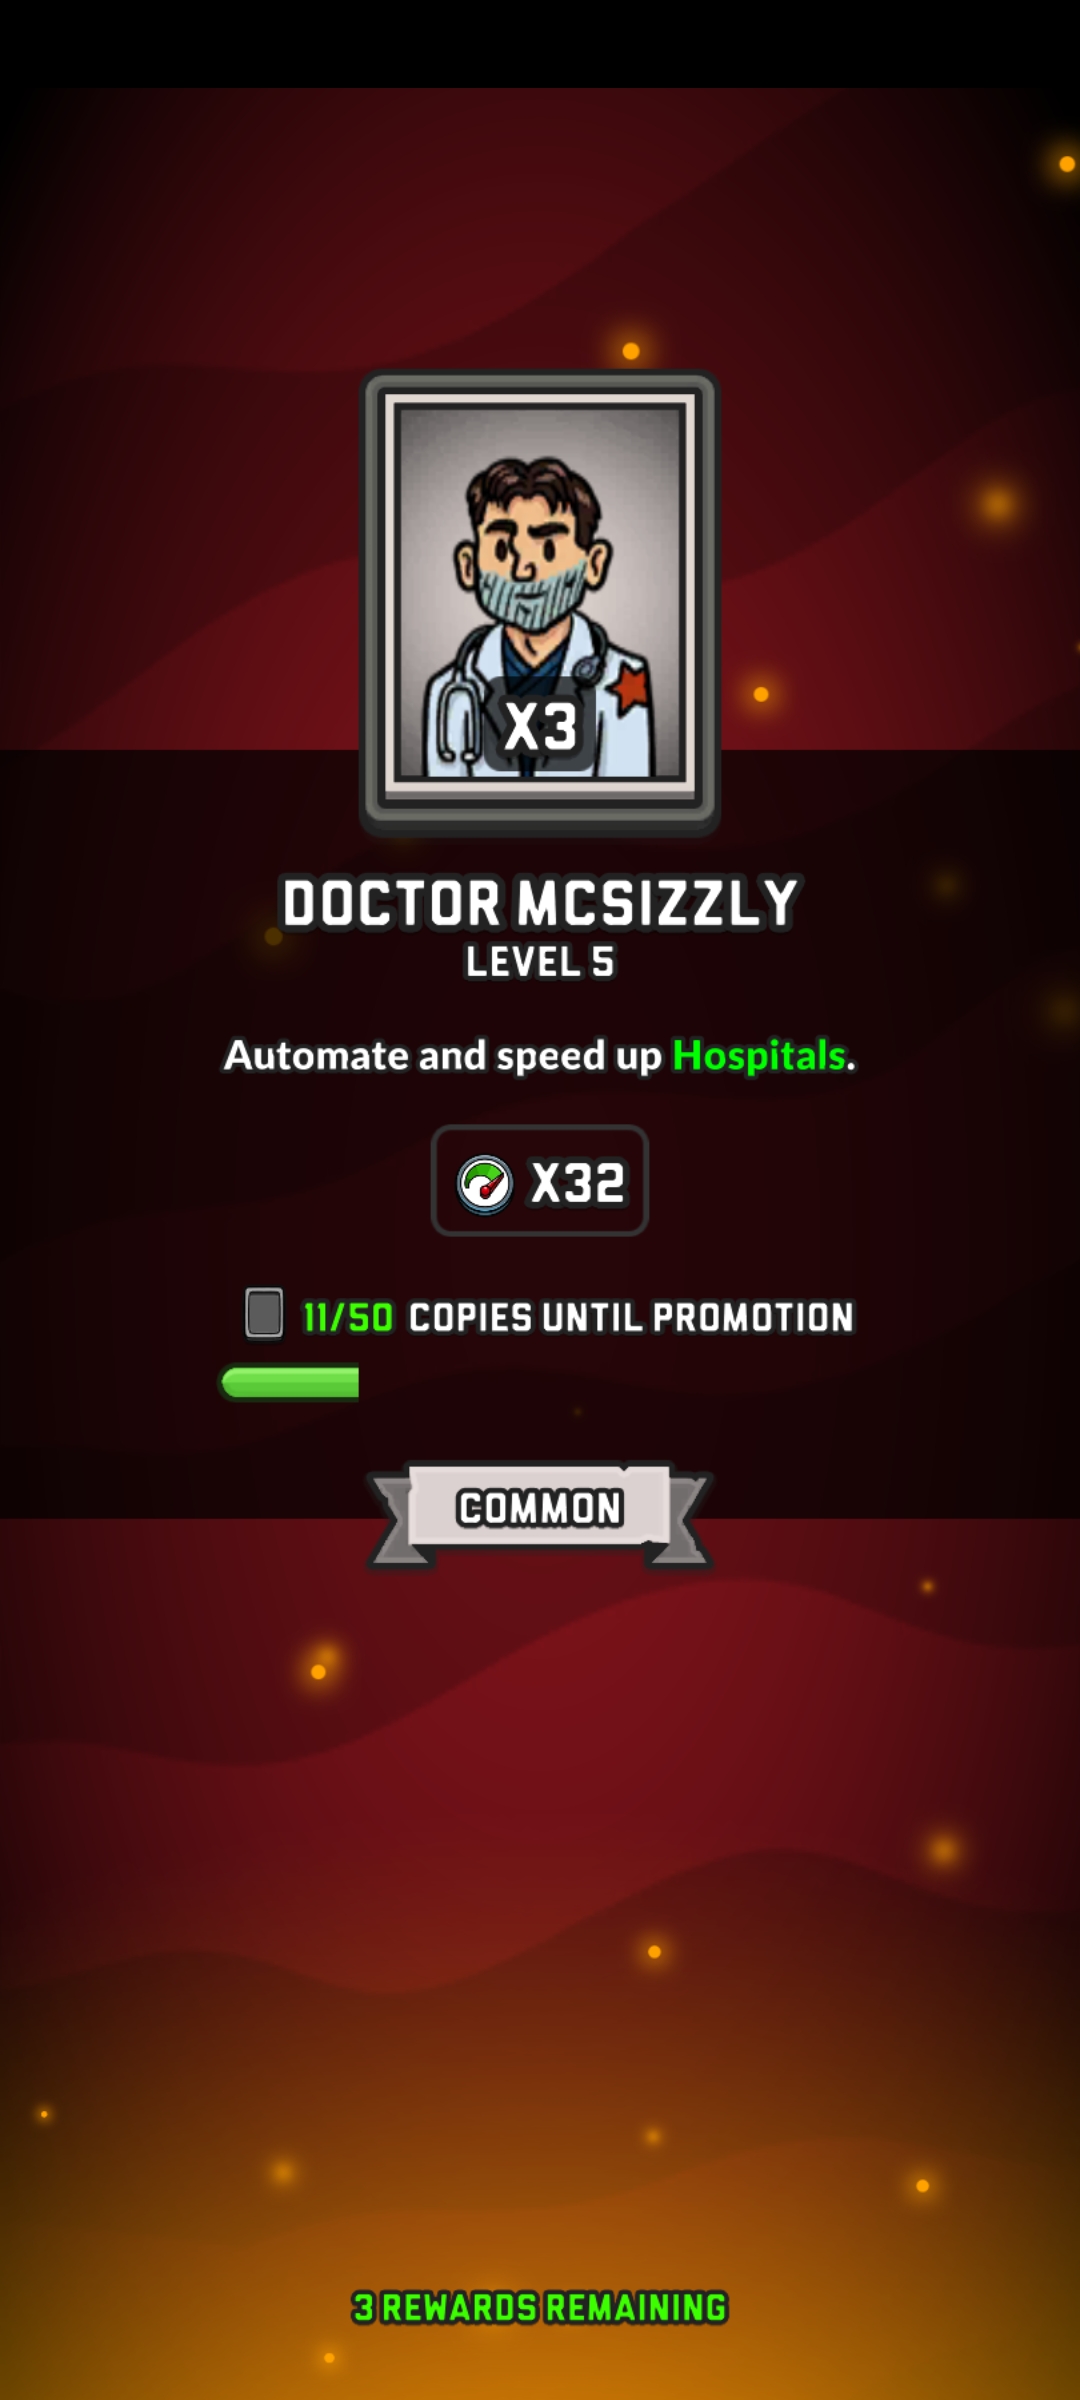 X3
DOCTOR MCSIZZLY
LEVEL 5
Automate and speed up Hospitals.
X32
11/50 COPIES UNTIL PROMOTION
COMMON
3 REWARDS REMAINING